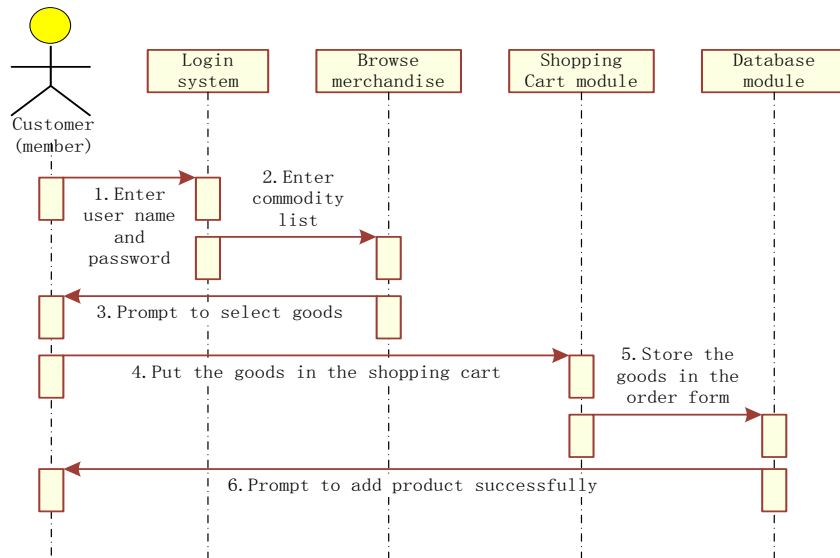 Login
system
Browse
merchandise
Shopping
Cart module
Database
module
Customer
(member)
1.Enter
user name
and
password
2.Enter
commodity
list
3.Prompt to select goods
4.Put the goods in the shopping cart
5.Store the
goods in the
order form
6.Prompt to add product successfully